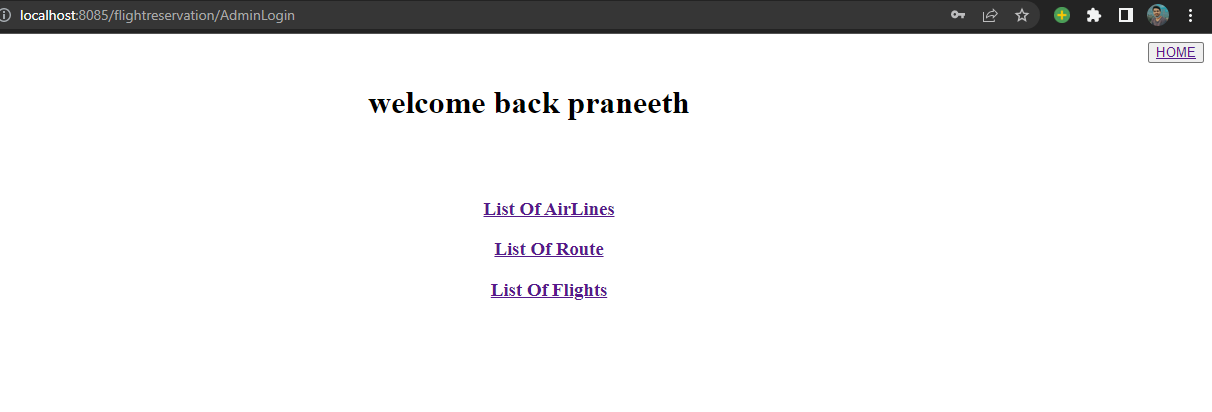 localhost:8085/flightreservation/AdminLogin
HOME
welcome back praneeth
List Of AirLines
List Of Route
List Of Flights